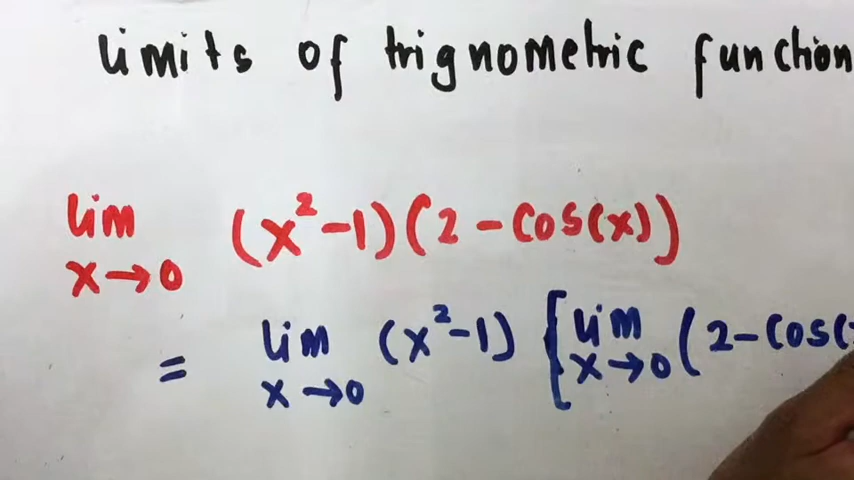 limits of trignometric function
lim x→0 (x²-1)(2-cos(x))
= lim x→0 (x²-1) [lim x→0 (2-cos(